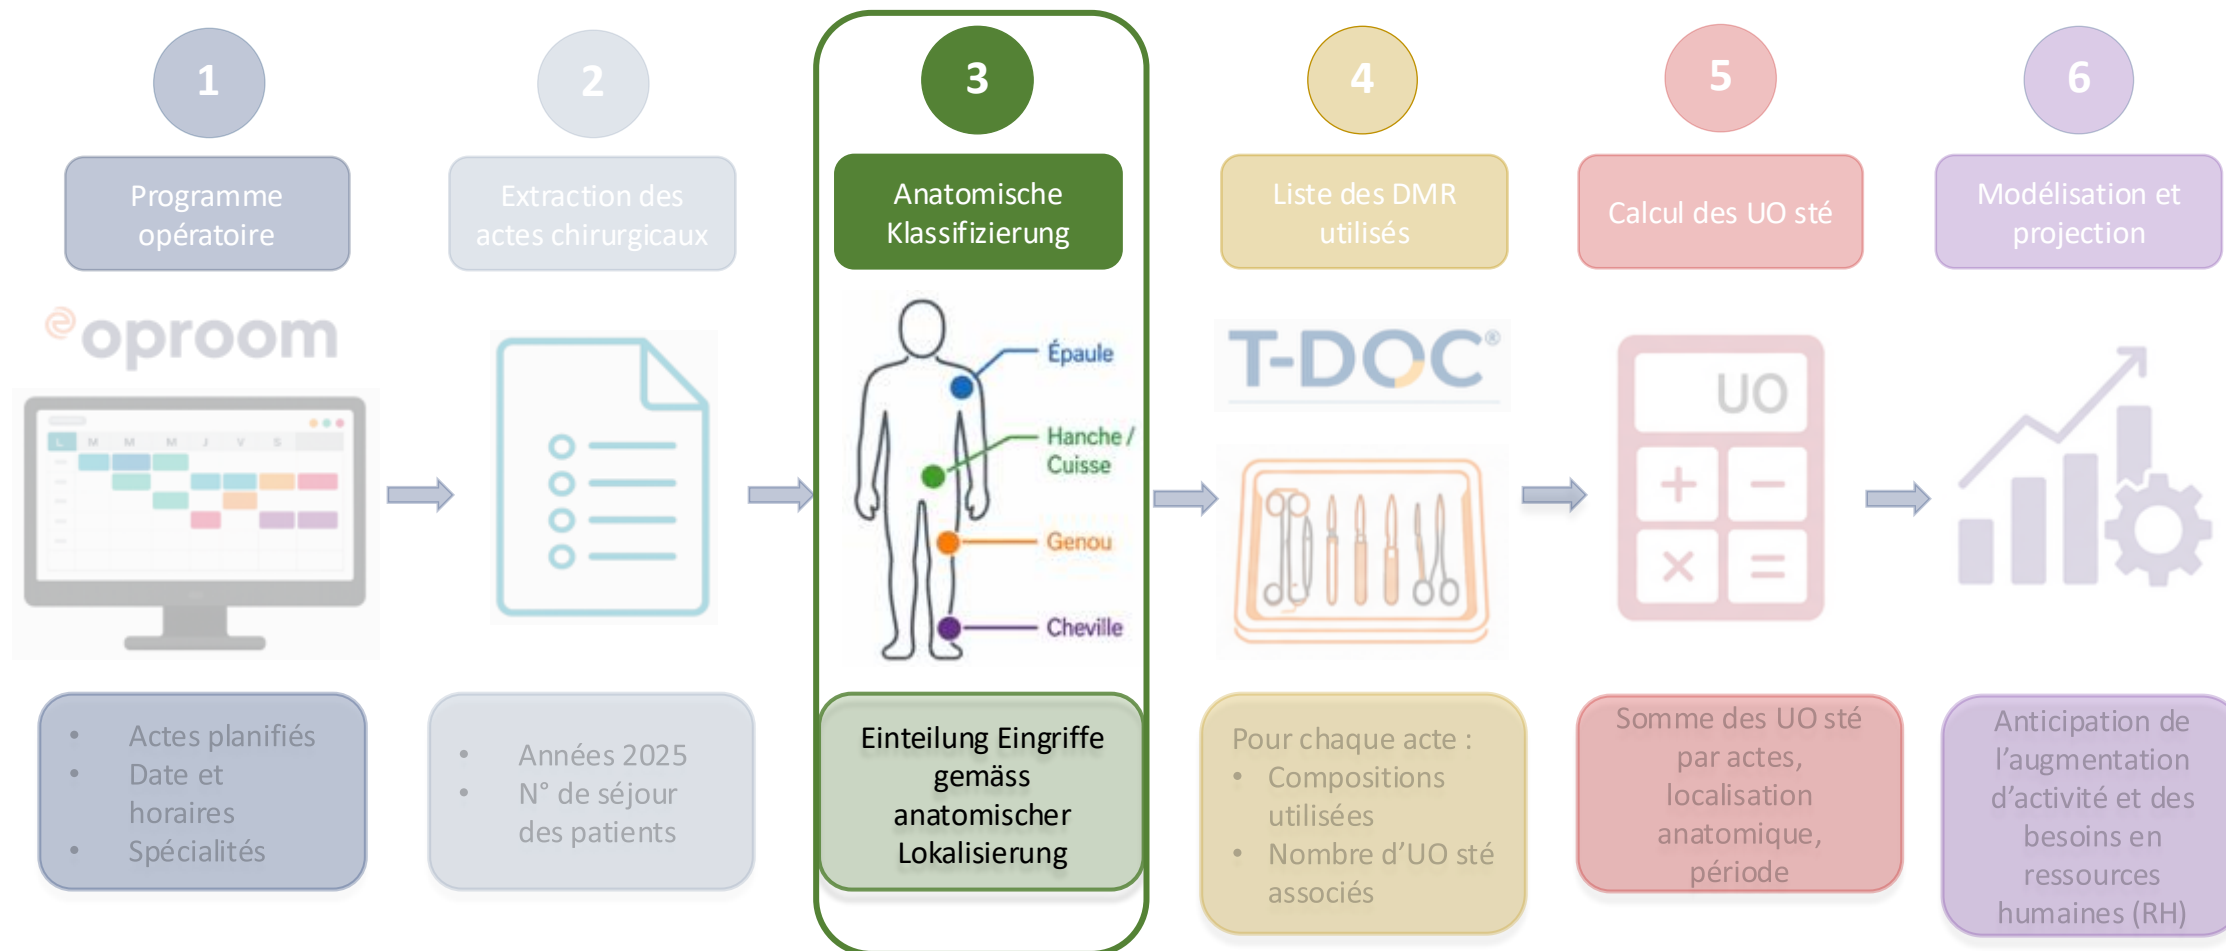 1
2
3
4
5
6
Programme
opératoire
Extraction des
actes chirurgicaux
Anatomische
Klassifizierung
Liste des DMR
utilisés
Calcul des UO sté
Modélisation et
projection
oproom
L M M M J V S
Épaule
Hanche /
Cuisse
Genou
Cheville
T-DOC®
UO
+ −
× =
• Actes planifiés
• Date et
horaires
• Spécialités
• Années 2025
• N° de séjour
des patients
Einteilung Eingriffe
gemäss
anatomischer
Lokalisierung
Pour chaque acte :
• Compositions
utilisées
• Nombre d’UO sté
associés
Somme des UO sté
par actes,
localisation
anatomique,
période
Anticipation de
l’augmentation
d’activité et des
besoins en
ressources
humaines (RH)